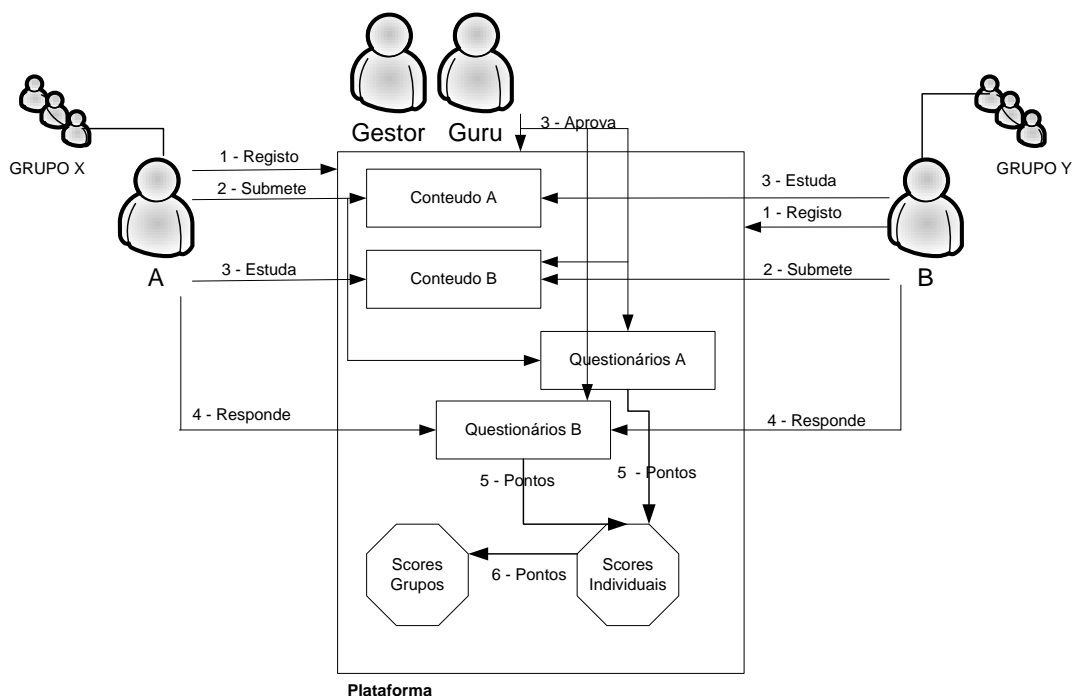 Gestor
Guru
3 - Aprova
GRUPO X
GRUPO Y
1 - Registo
2 - Submete
Conteudo A
3 - Estuda
1 - Registo
A
3 - Estuda
Conteudo B
2 - Submete
B
Questionários A
4 - Responde
Questionários B
4 - Responde
5 - Pontos
5 - Pontos
Scores
Grupos
6 - Pontos
Scores
Individuais
Plataforma